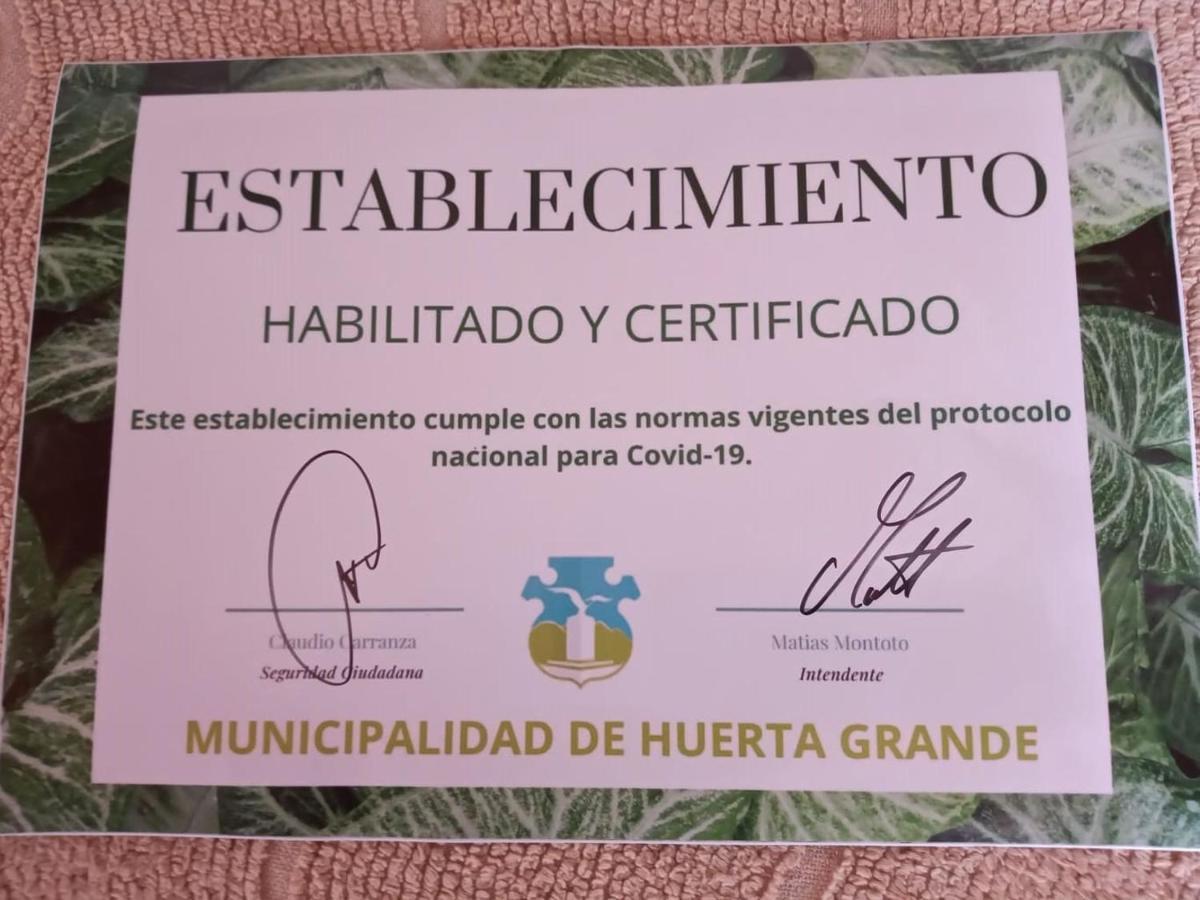 ESTABLECIMIENTO
HABILITADO Y CERTIFICADO
Este establecimiento cumple con las normas vigentes del protocolo
nacional para Covid-19.
Claudio Carranza
Seguridad Ciudadana
Matias Montoto
Intendente
MUNICIPALIDAD DE HUERTA GRANDE